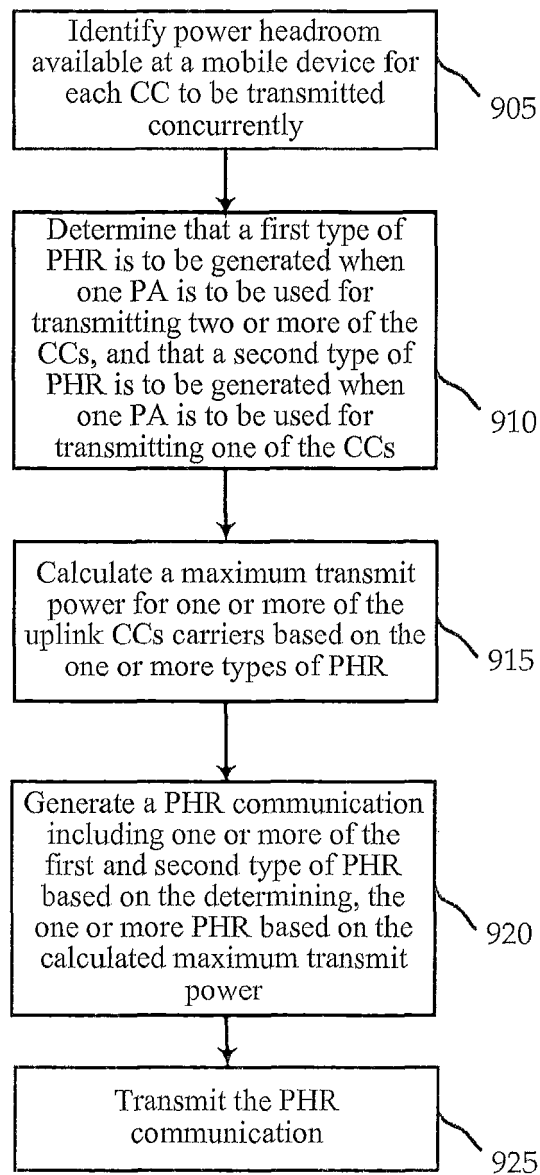 Identify power headroom
available at a mobile device for
each CC to be transmitted
concurrently
905
Determine that a first type of
PHR is to be generated when
one PA is to be used for
transmitting two or more of the
CCs, and that a second type of
PHR is to be generated when
one PA is to be used for
transmitting one of the CCs
910
Calculate a maximum transmit
power for one or more of the
uplink CCs carriers based on the
one or more types of PHR
915
Generate a PHR communication
including one or more of the
first and second type of PHR
based on the determining, the
one or more PHR based on the
calculated maximum transmit
power
920
Transmit the PHR
communication
925